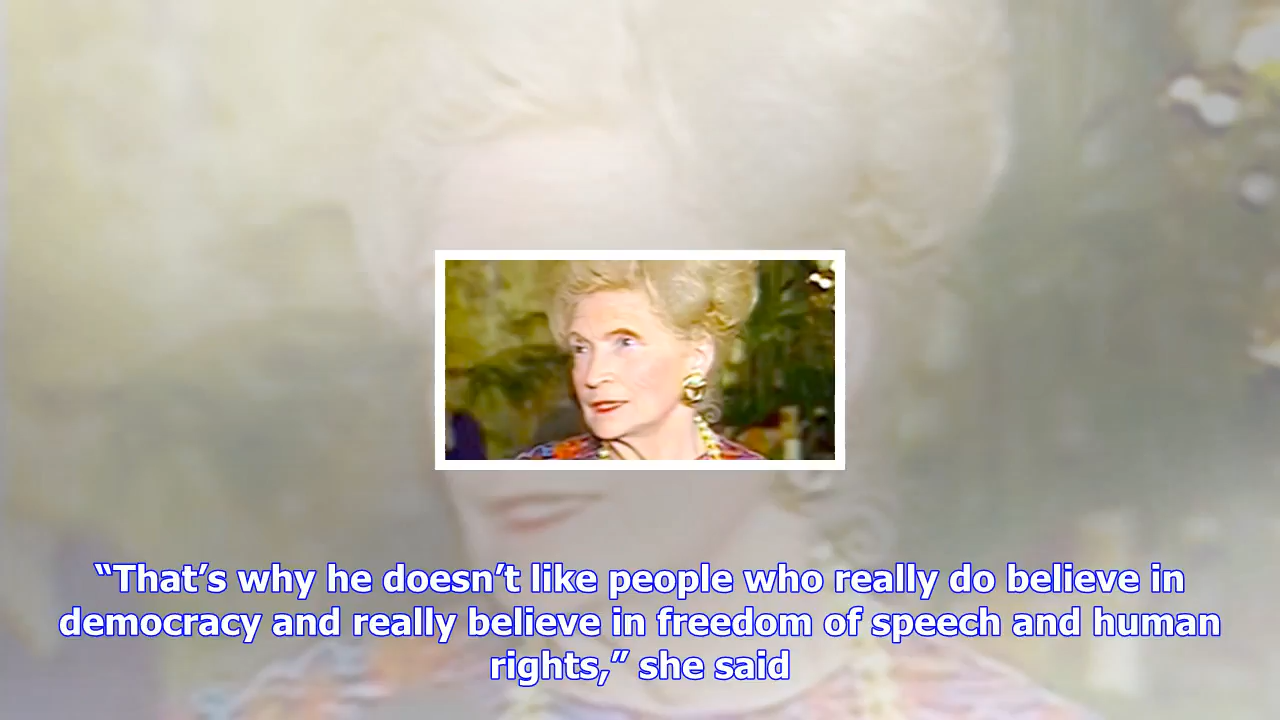 “That’s why he doesn’t like people who really do believe in
democracy and really believe in freedom of speech and human
rights,” she said